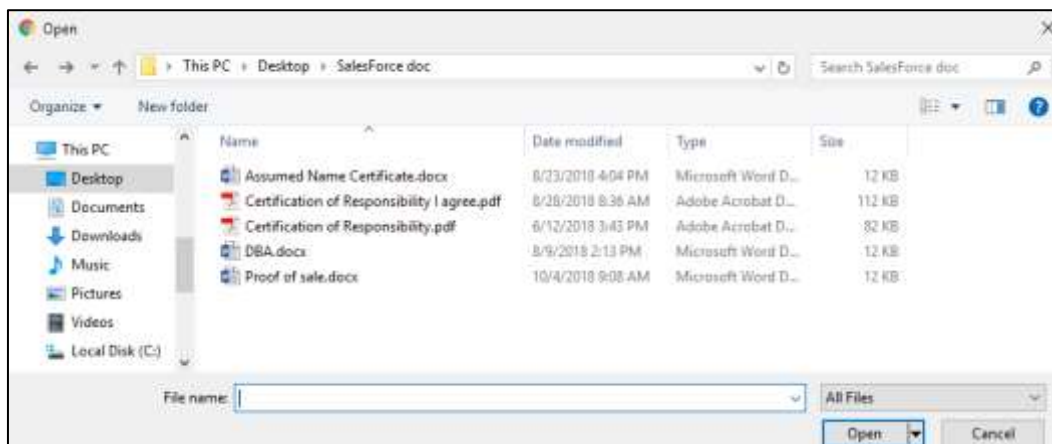 Open
This PC Desktop SalesForce doc Search SalesForce doc
Organize New folder
Name Date modified Type Size
This PC
Desktop
Documents
Downloads
Music
Pictures
Videos
Local Disk (C:)
Assumed Name Certificate.docx 8/23/2018 4:04 PM Microsoft Word D... 12 KB
Certification of Responsibility I agree.pdf 8/28/2018 8:36 AM Adobe Acrobat D... 112 KB
Certification of Responsibility.pdf 6/12/2018 3:43 PM Adobe Acrobat D... 82 KB
DBA.docx 8/9/2018 2:13 PM Microsoft Word D... 12 KB
Proof of sale.docx 10/4/2018 9:08 AM Microsoft Word D... 12 KB
File name: All Files
Open Cancel